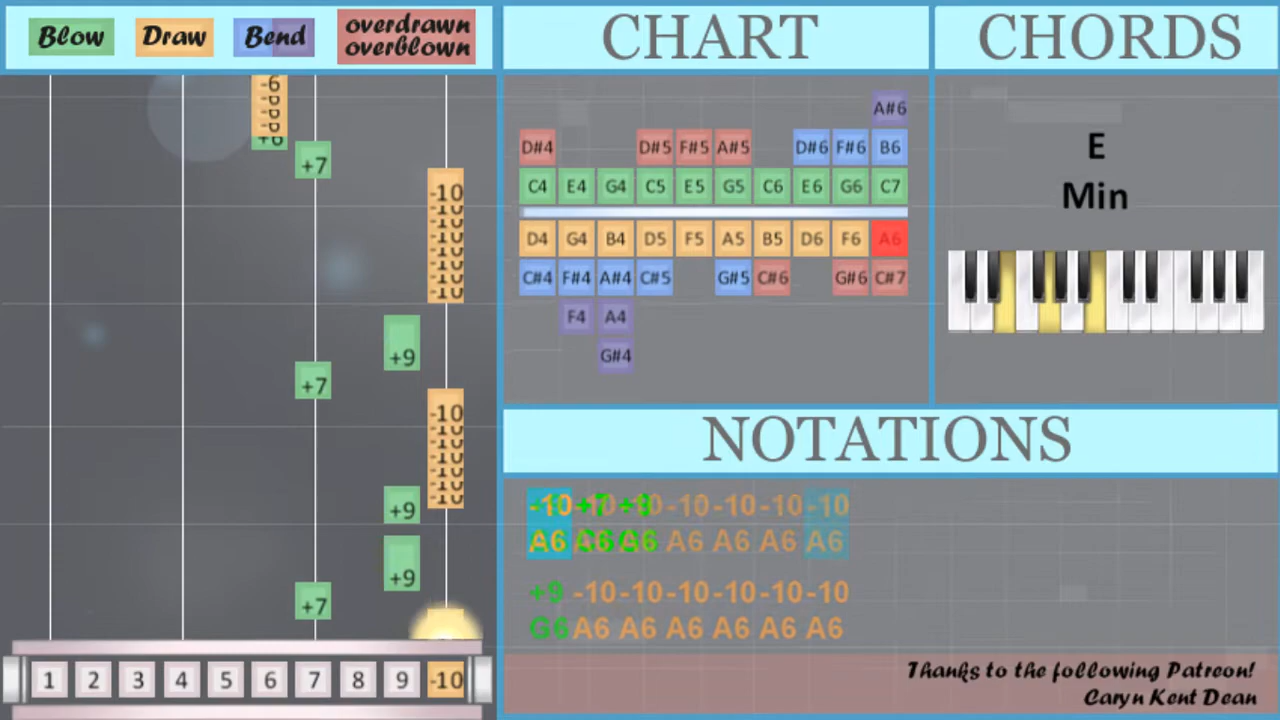 Blow Draw Bend overdrawn
overblown
CHART
CHORDS
-6
+6
+7
-10
+9
+7
-10
+9
+9
+7
1 2 3 4 5 6 7 8 9 -10
A#6
D#4 D#5 F#5 A#5 D#6 F#6 B6
C4 E4 G4 C5 E5 G5 C6 E6 G6 C7
D4 G4 B4 D5 F5 A5 B5 D6 F6 A6
C#4 F#4 A#4 C#5 G#5 C#6 G#6 C#7
F4 A4
G#4
E
Min
NOTATIONS
-10 -10 -10 -10 -10
A6 A6 A6 A6 A6
+9 -10 -10 -10 -10 -10 -10
G6 A6 A6 A6 A6 A6 A6
Thanks to the following Patreon!
Caryn Kent Dean